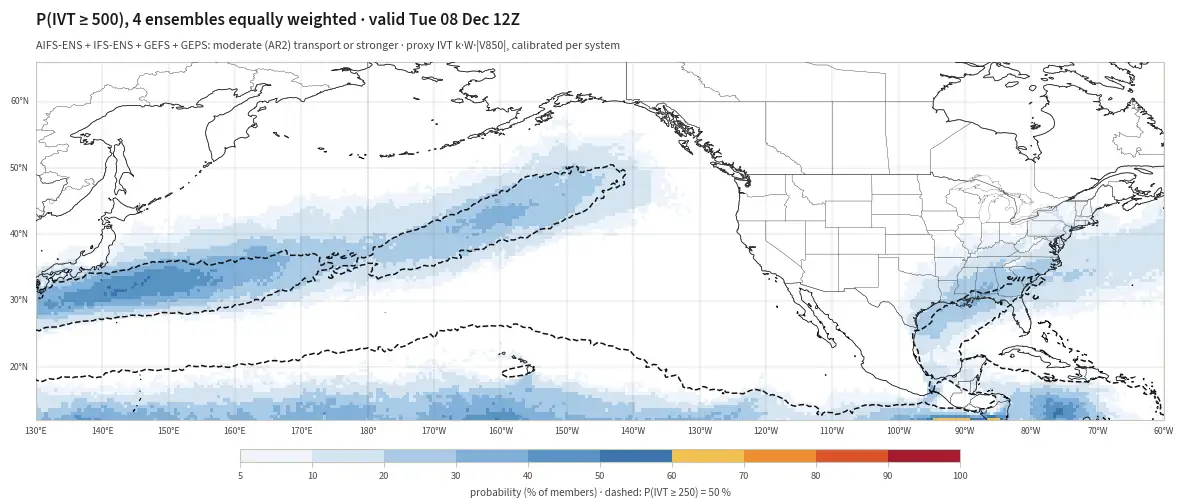 P(IVT ≥ 500), 4 ensembles equally weighted · valid Tue 08 Dec 12Z
AIFS-ENS + IFS-ENS + GEFS + GEPS: moderate (AR2) transport or stronger · proxy IVT k·W·|V850|, calibrated per system
60°N
50°N
40°N
30°N
20°N
130°E 140°E 150°E 160°E 170°E 180° 170°W 160°W 150°W 140°W 130°W 120°W 110°W 100°W 90°W 80°W 70°W 60°W
5 10 20 30 40 50 60 70 80 90 100
probability (% of members) · dashed: P(IVT ≥ 250) = 50 %